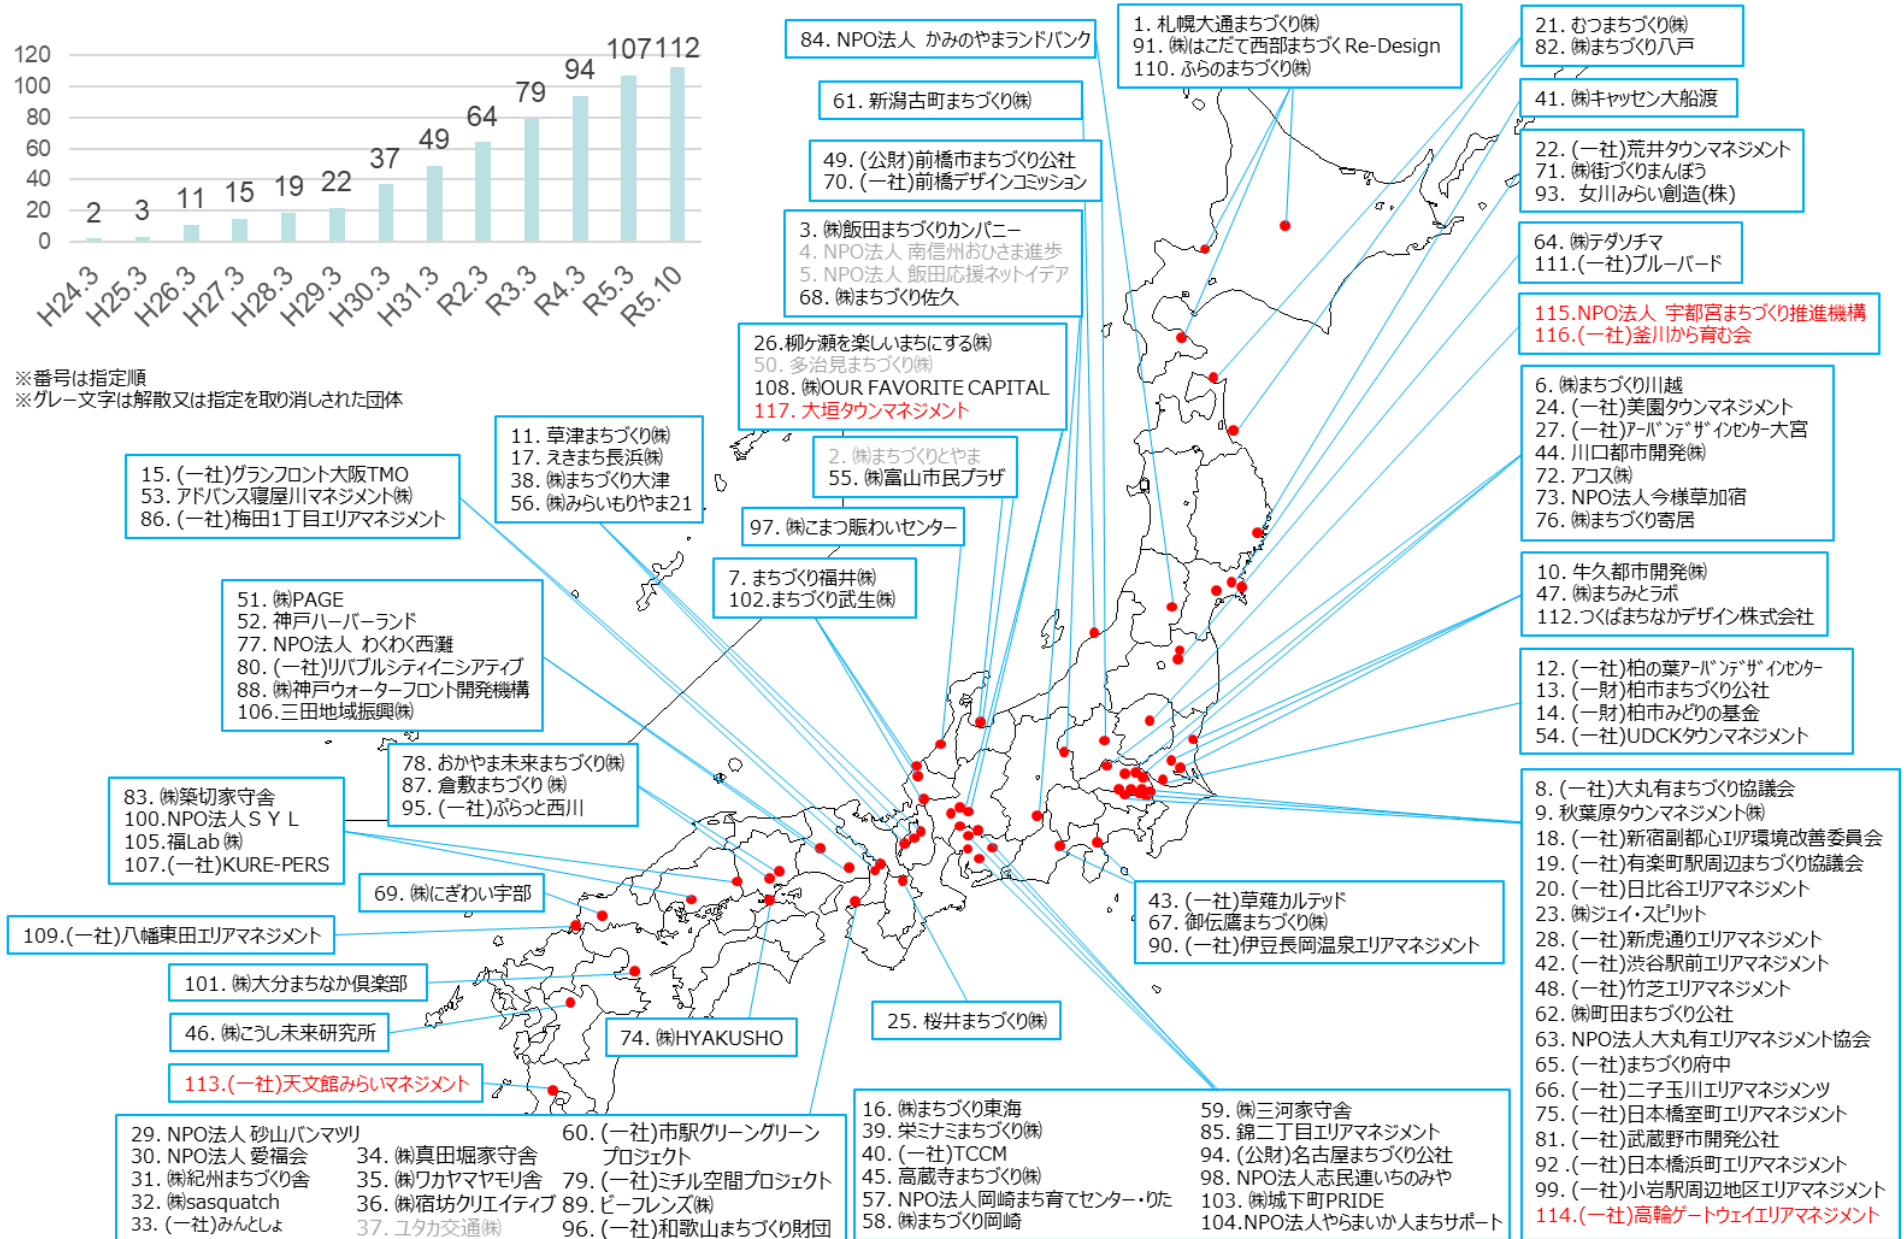 120
100
80
60
40
20
0
2
3
11
15
19
22
37
49
64
79
94
107
112
H24.3
H25.3
H26.3
H27.3
H28.3
H29.3
H30.3
H31.3
R2.3
R3.3
R4.3
R5.3
R5.10
※番号は指定順
※グレー文字は解散又は指定を取り消しされた団体
84. NPO法人 かみのやまランドバンク
1. 札幌大通まちづくり㈱
91. ㈱はこだて西部まちづくRe-Design
110. ふらのまちづくり㈱
21. むつまちづくり㈱
82. ㈱まちづくり八戸
61. 新潟古町まちづくり㈱
41. ㈱キャッセン大船渡
49. (公財)前橋市まちづくり公社
70. (一社)前橋デザインコミッション
22. (一社)荒井タウンマネジメント
71. ㈱街づくりまんぼう
93. 女川みらい創造(株)
3. ㈱飯田まちづくりカンパニー
4. NPO法人 南信州おひさま進歩
5. NPO法人 飯田応援ネットイデア
68. ㈱まちづくり佐久
64. ㈱テダソチマ
111.(一社)ブルーバード
115.NPO法人 宇都宮まちづくり推進機構
116.(一社)釜川から育む会
26.柳ヶ瀬を楽しいまちにする㈱
50. 多治見まちづくり㈱
108. ㈱OUR FAVORITE CAPITAL
117. 大垣タウンマネジメント
6. ㈱まちづくり川越
24. (一社)美園タウンマネジメント
27. (一社)アーバンデザインセンター大宮
44. 川口都市開発㈱
72. アコス㈱
73. NPO法人今様草加宿
76. ㈱まちづくり寄居
11. 草津まちづくり㈱
17. えきまち長浜㈱
38. ㈱まちづくり大津
56. ㈱みらいもりやま21
2. ㈱まちづくりとやま
55. ㈱富山市民プラザ
15. (一社)グランフロント大阪TMO
53. アドバンス寝屋川マネジメント㈱
86. (一社)梅田1丁目エリアマネジメント
97. ㈱こまつ賑わいセンター
7. まちづくり福井㈱
102.まちづくり武生㈱
10. 牛久都市開発㈱
47. ㈱まちみとラボ
112.つくばまちなかデザイン株式会社
51. ㈱PAGE
52. 神戸ハーバーランド
77. NPO法人 わくわく西灘
80. (一社)リバブルシティイニシアティブ
88. ㈱神戸ウォーターフロント開発機構
106.三田地域振興㈱
12. (一社)柏の葉アーバンデザインセンター
13. (一財)柏市まちづくり公社
14. (一財)柏市みどりの基金
54. (一社)UDCKタウンマネジメント
78. おかやま未来まちづくり㈱
87. 倉敷まちづくり ㈱
95. (一社)ぶらっと西川
83. ㈱築切家守舎
100.NPO法人ＳＹＬ
105.福Lab ㈱
107.(一社)KURE-PERS
8. (一社)大丸有まちづくり協議会
9. 秋葉原タウンマネジメント㈱
18. (一社)新宿副都心エリア環境改善委員会
19. (一社)有楽町駅周辺まちづくり協議会
20. (一社)日比谷エリアマネジメント
23. ㈱ジェイ・スピリット
28. (一社)新虎通りエリアマネジメント
42. (一社)渋谷駅前エリアマネジメント
48. (一社)竹芝エリアマネジメント
62. ㈱町田まちづくり公社
63. NPO法人大丸有エリアマネジメント協会
65. (一社)まちづくり府中
66. (一社)二子玉川エリアマネジメンツ
75. (一社)日本橋室町エリアマネジメント
81. (一社)武蔵野市開発公社
92. (一社)日本橋浜町エリアマネジメント
99. (一社)小岩駅周辺地区エリアマネジメント
114.(一社)高輪ゲートウェイエリアマネジメント
69. ㈱にぎわい宇部
109.(一社)八幡東田エリアマネジメント
43. (一社)草薙カルテッド
67. 御伝鷹まちづくり㈱
90. (一社)伊豆長岡温泉エリアマネジメント
101. ㈱大分まちなか倶楽部
46. ㈱こうし未来研究所
74. ㈱HYAKUSHO
25. 桜井まちづくり㈱
113.(一社)天文館みらいマネジメント
29. NPO法人 砂山バンマツリ
30. NPO法人 愛福会
31. ㈱紀州まちづくり舎
32. ㈱sasquatch
33. (一社)みんとしょ
34. ㈱真田堀家守舎
35. ㈱ワカヤマヤモリ舎
36. ㈱宿坊クリエイティブ
37. ユタカ交通㈱
60. (一社)市駅グリーングリーン
プロジェクト
79. (一社)ミチル空間プロジェクト
89. ビーフレンズ㈱
96. (一社)和歌山まちづくり財団
16. ㈱まちづくり東海
39. 栄ミナミまちづくり㈱
40. (一社)TCCM
45. 高蔵寺まちづくり㈱
57. NPO法人岡崎まち育てセンター・りた
58. ㈱まちづくり岡崎
59. ㈱三河家守舎
85. 錦二丁目エリアマネジメント
94. (公財)名古屋まちづくり公社
98. NPO法人志民連いちのみや
103. ㈱城下町PRIDE
104.NPO法人やらまいか人まちサポート